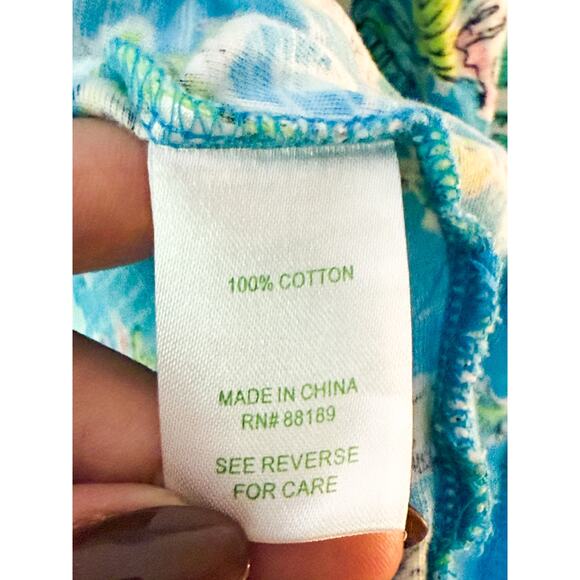 100% COTTON
MADE IN CHINA
RN# 88189
SEE REVERSE
FOR CARE